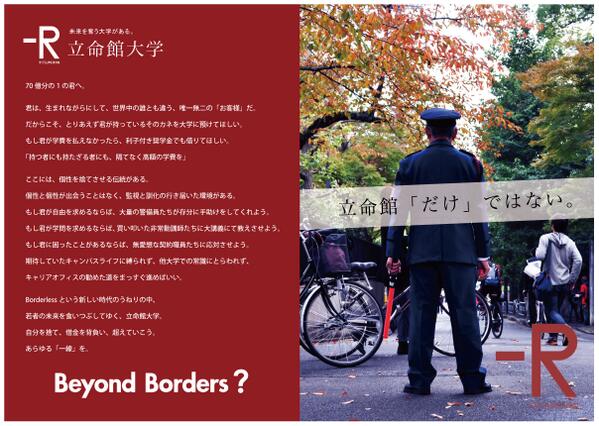 R
未来を奪う大学がある。
立命館大学
70 億分の 1 の君へ。
君は、生まれながらにして、世界中の誰とも違う、唯一無二の「お客様」だ。
だからこそ、とりあえず君が持っているそのカネを大学に預けてほしい。
もし君が学費を払えなかったら、利子付き奨学金でも借りてほしい。
「持つ者にも持たざる者にも、隔てなく高額の学費を」
ここには、個性を捨てさせる伝統がある。
個性と個性が出会うことはなく、監視と馴化の行き届いた環境がある。
もし君が自由を求めるならば、大量の警備員たちが存分に手助けをしてくれよう。
もし君が学問を求めるならば、買い叩いた非常勤講師たちに大講義にて教えさせよう。
もし君に困ったことがあるならば、無愛想な契約職員たちに応対させよう。
期待していたキャンパスライフに縛られず、他大学での常識にとらわれず、
キャリアオフィスの勧めた道をまっすぐ進めばいい。
Borderless という新しい時代のうねりの中、
若者の未来を食いつぶしてゆく、立命館大学。
自分を捨て、借金を背負い、超えていこう。
あらゆる「一線」を。
Beyond Borders?
立命館「だけ」ではない。
R